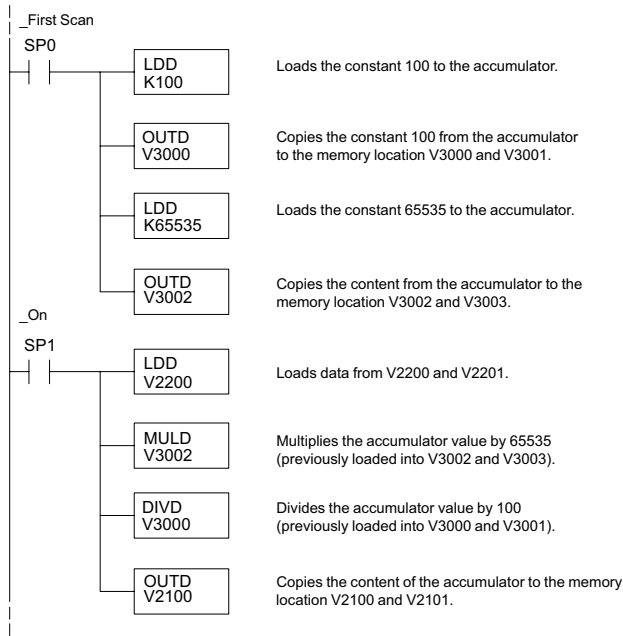 _First Scan
SP0
LDD
K100
Loads the constant 100 to the accumulator.
OUTD
V3000
Copies the constant 100 from the accumulator
to the memory location V3000 and V3001.
LDD
K65535
Loads the constant 65535 to the accumulator.
OUTD
V3002
Copies the content from the accumulator to the
memory location V3002 and V3003.
_On
SP1
LDD
V2200
Loads data from V2200 and V2201.
MULD
V3002
Multiplies the accumulator value by 65535
(previously loaded into V3002 and V3003).
DIVD
V3000
Divides the accumulator value by 100
(previously loaded into V3000 and V3001).
OUTD
V2100
Copies the content of the accumulator to the memory
location V2100 and V2101.